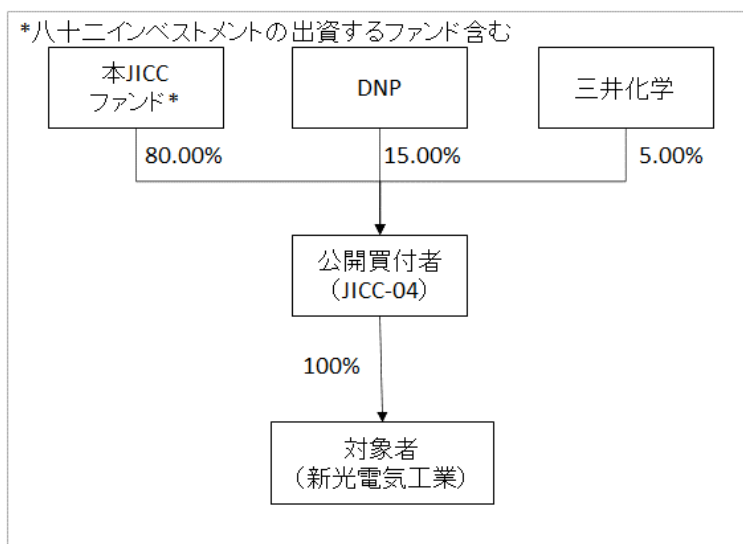 *八十二インベストメントの出資するファンド含む
本JICC
ファンド*
DNP
三井化学
80.00%
15.00%
5.00%
公開買付者
(JICC-04)
100%
対象者
(新光電気工業)